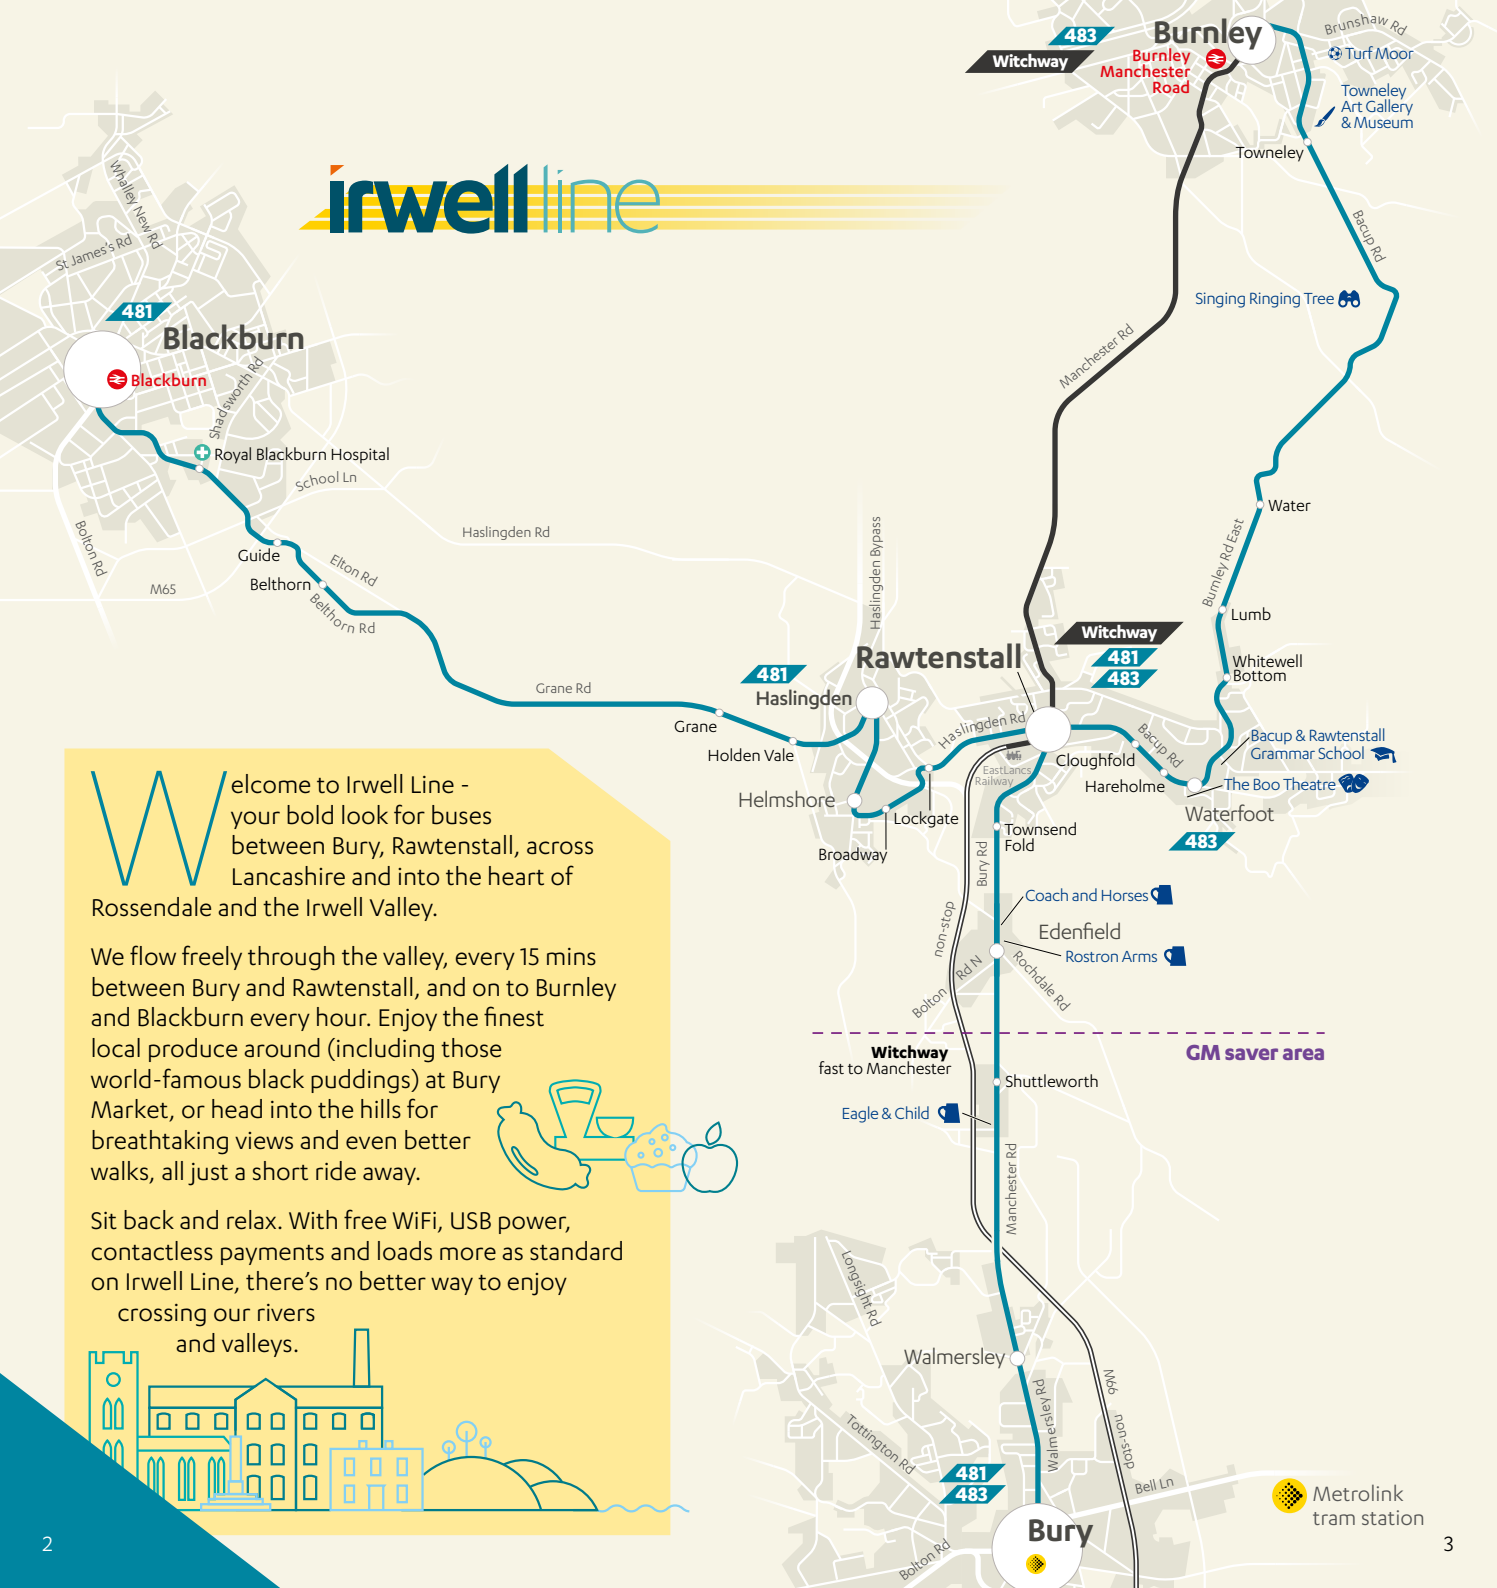 Burnley
483
Witchway
Burnley
Manchester
Road
Brunshaw Rd
Turf Moor
Towneley
Art Gallery
& Museum
Towneley
Bacup Rd
Singing Ringing Tree
Manchester Rd
irwell line
Whalley New Rd
St James's Rd
481
Blackburn
Blackburn
Shadsworth Rd
Royal Blackburn Hospital
School Ln
Bolton Rd
Haslingden Rd
Guide
Elton Rd
Belthorn
M65
Belthorn Rd
Haslingden Bypass
Water
Burnley Rd East
Lumb
Witchway
481
483
Rawtenstall
Whitewell
Bottom
481
Haslingden
Grane Rd
Grane
Holden Vale
Haslingden Rd
Bacup Rd
Cloughfold
Hareholme
Bacup & Rawtenstall
Grammar School
The Boo Theatre
Waterfoot
483
EastLancs
Railway
Helmshore
Lockgate
Broadway
Townsend
Fold
Bury Rd
Coach and Horses
Edenfield
Rostron Arms
non-stop
Bolton Rd N
Rochdale Rd
GM saver area
Witchway
fast to Manchester
Shuttleworth
Eagle & Child
Manchester Rd
Longsight Rd
Walmersley
Walmersley Rd
M66 non-stop
Tottington Rd
481
483
Bell Ln
Bury
Bolton Rd
Metrolink
tram station
Welcome to Irwell Line -
your bold look for buses
between Bury, Rawtenstall, across
Lancashire and into the heart of
Rossendale and the Irwell Valley.
We flow freely through the valley, every 15 mins
between Bury and Rawtenstall, and on to Burnley
and Blackburn every hour. Enjoy the finest
local produce around (including those
world-famous black puddings) at Bury
Market, or head into the hills for
breathtaking views and even better
walks, all just a short ride away.
Sit back and relax. With free WiFi, USB power,
contactless payments and loads more as standard
on Irwell Line, there's no better way to enjoy
crossing our rivers
and valleys.
2
3